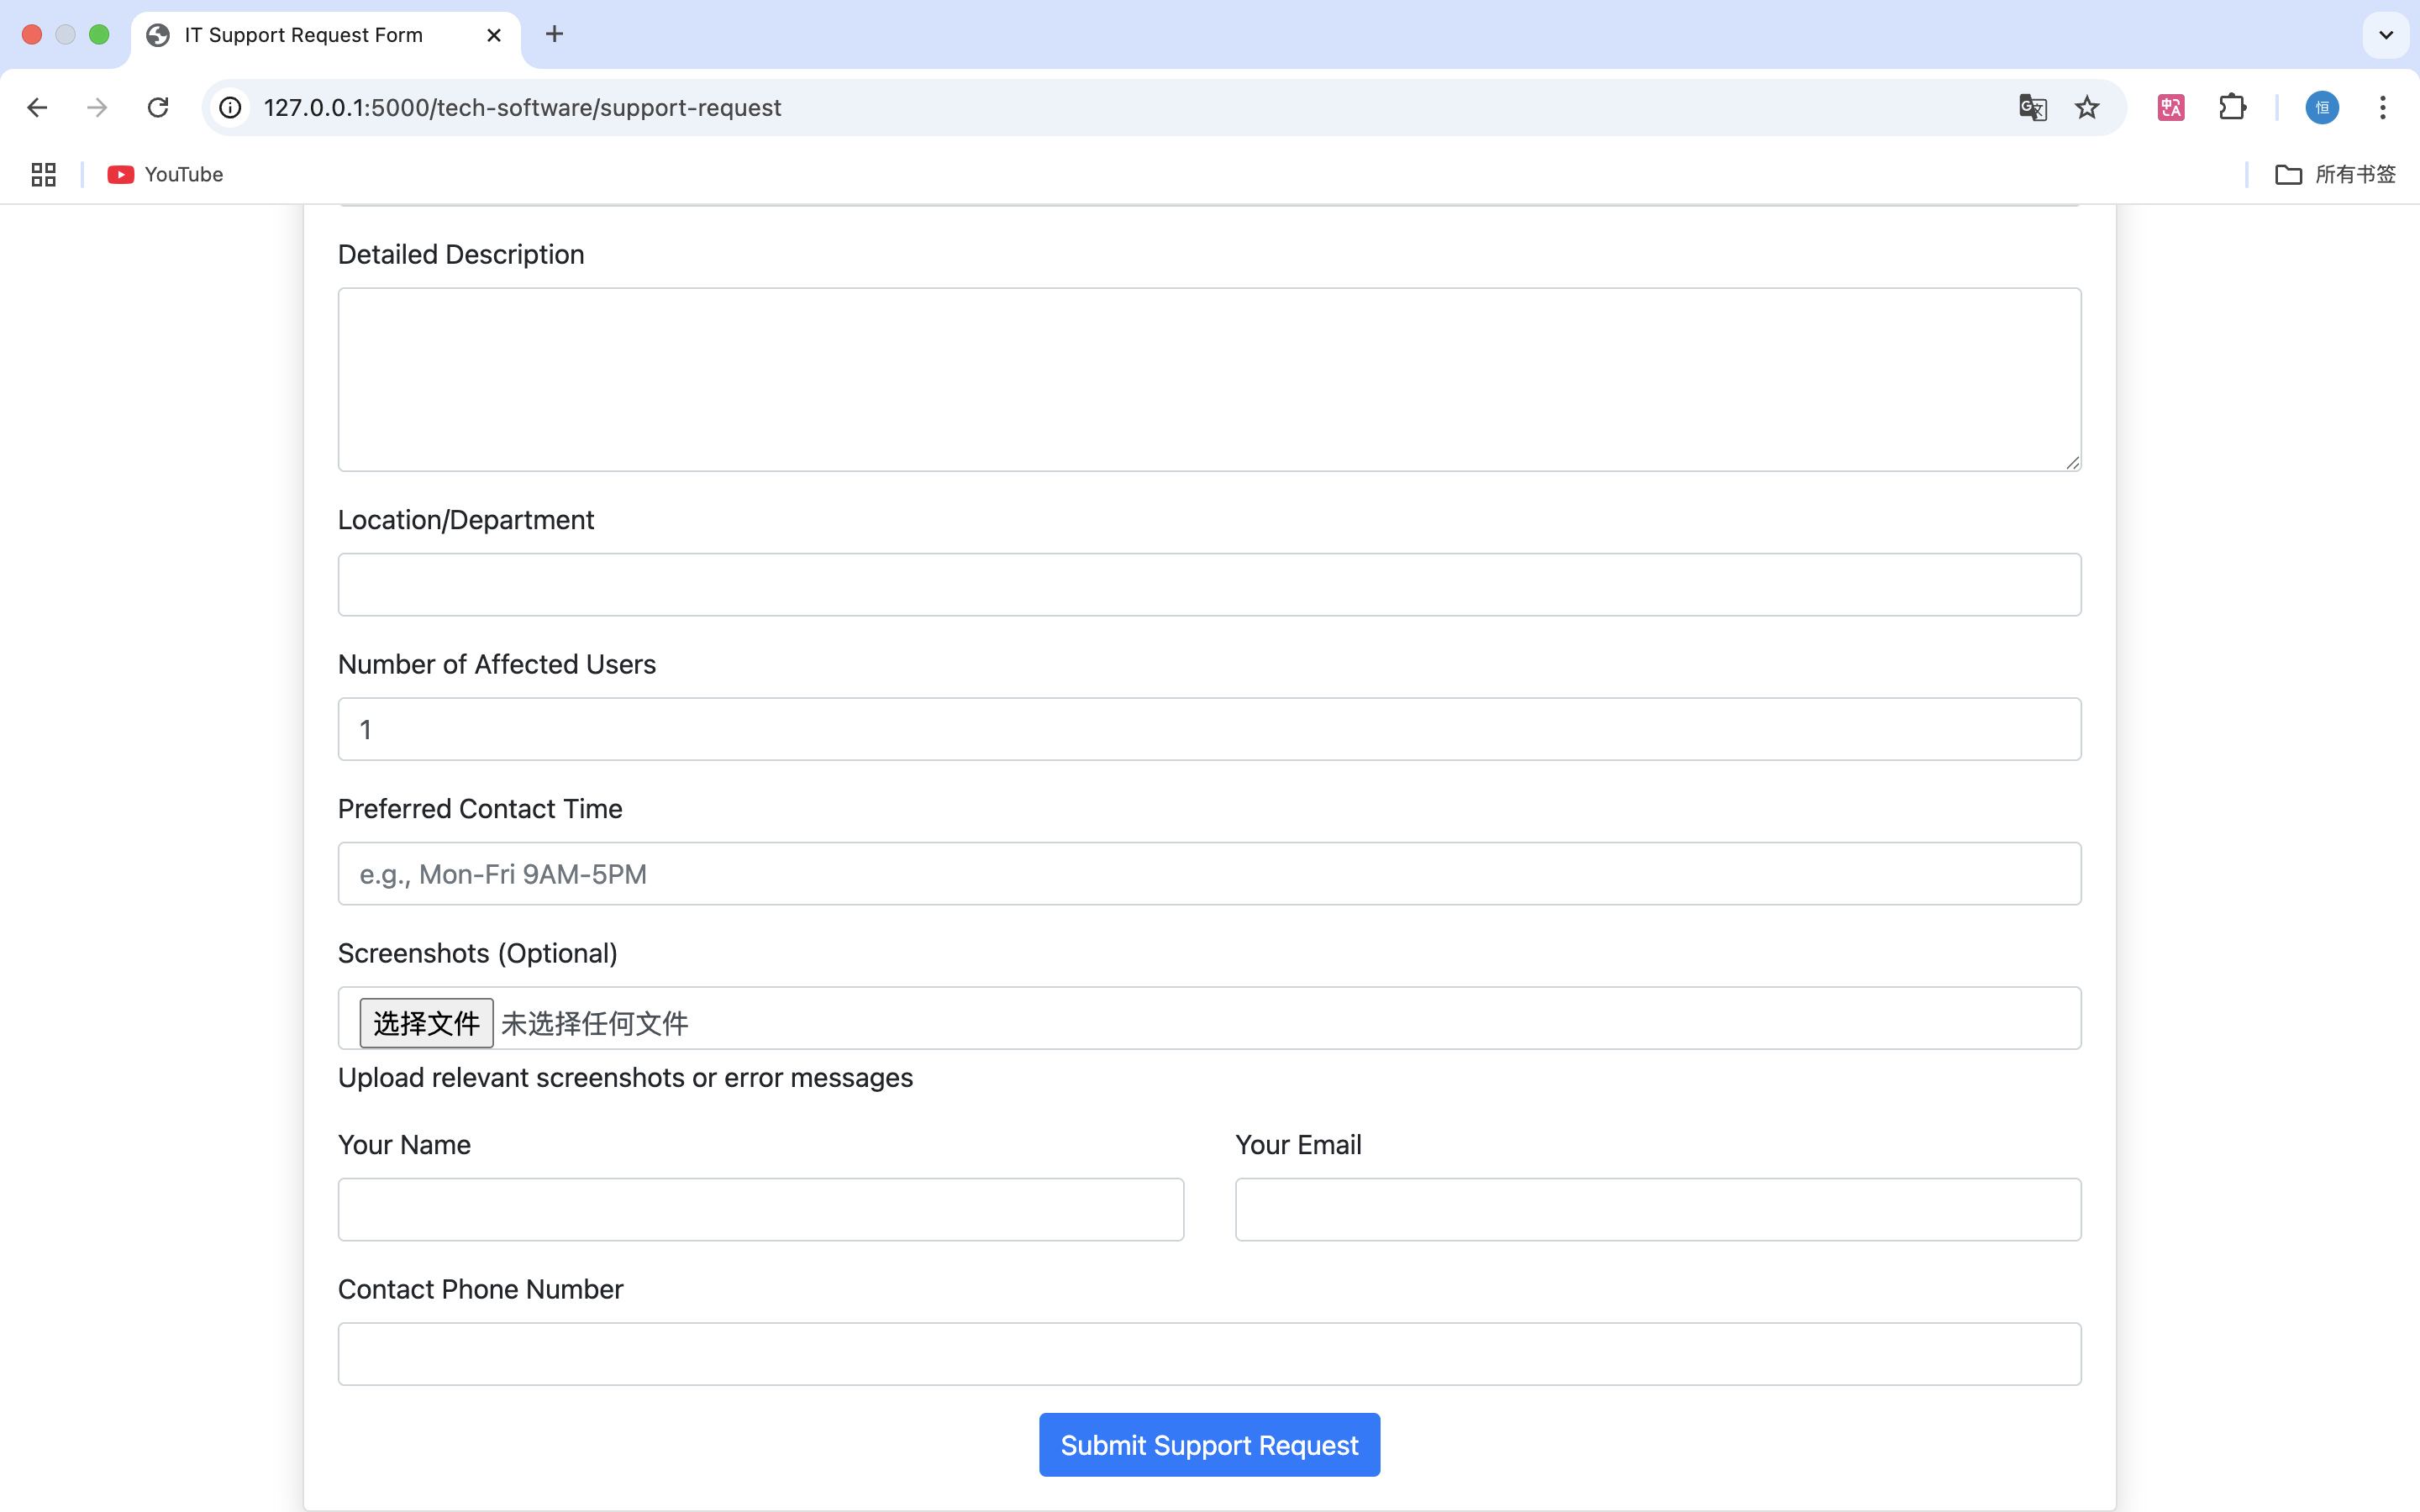 IT Support Request Form
127.0.0.1:5000/tech-software/support-request
恒
YouTube
所有书签
Detailed Description
Location/Department
Number of Affected Users
1
Preferred Contact Time
e.g., Mon-Fri 9AM-5PM
Screenshots (Optional)
选择文件 未选择任何文件
Upload relevant screenshots or error messages
Your Name
Your Email
Contact Phone Number
Submit Support Request